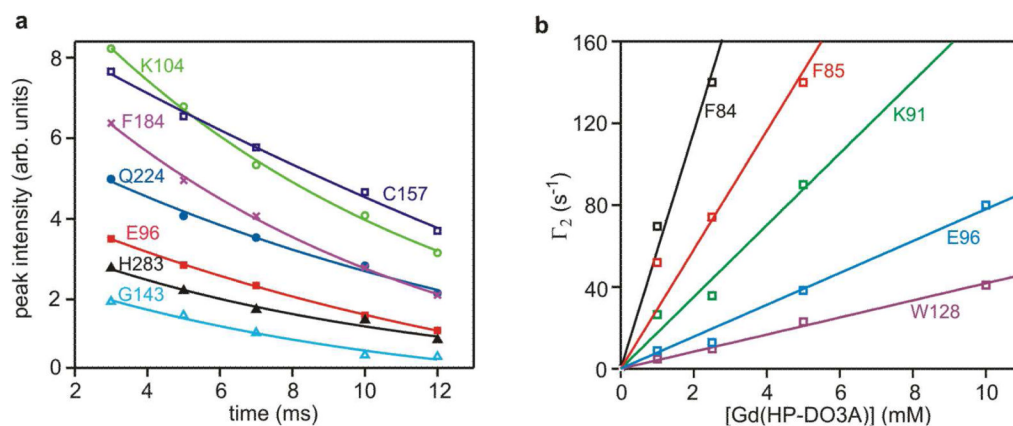 a
8
6
4
2
0
peak intensity (arb. units)
K104
F184
Q224
C157
E96
H283
G143
2
4
6
8
10
12
time (ms)
b
160
120
80
40
0
Γ2 (s-1)
F84
F85
K91
E96
W128
0
2
4
6
8
10
[Gd(HP-DO3A)] (mM)